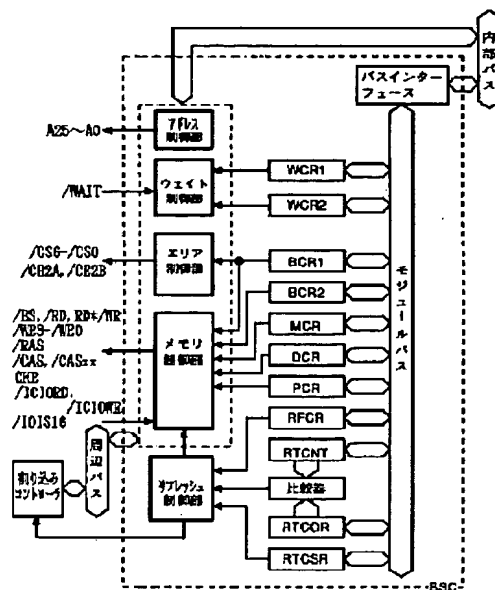 内部バス
バスインター
フェース
アドレス
制御部
A25～A0
ウェイト
制御部
/WAIT
WCR1
WCR2
/CS6-/CS0
/CE2A, /CE2B
エリア
制御部
BCR1
BCR2
モジュールバス
/BS, /RD, RD*/WR
/WE3-/WE0
/RAS
/CAS, /CASxx
CKE
/ICIORD,
/ICIOWR
/IOIS16
メモリ
制御部
MCR
DCR
PCR
RFCR
周辺バス
割り込み
コントローラ
リフレッシュ
制御部
RTCNT
比較器
RTCOR
RTCSR
BSC